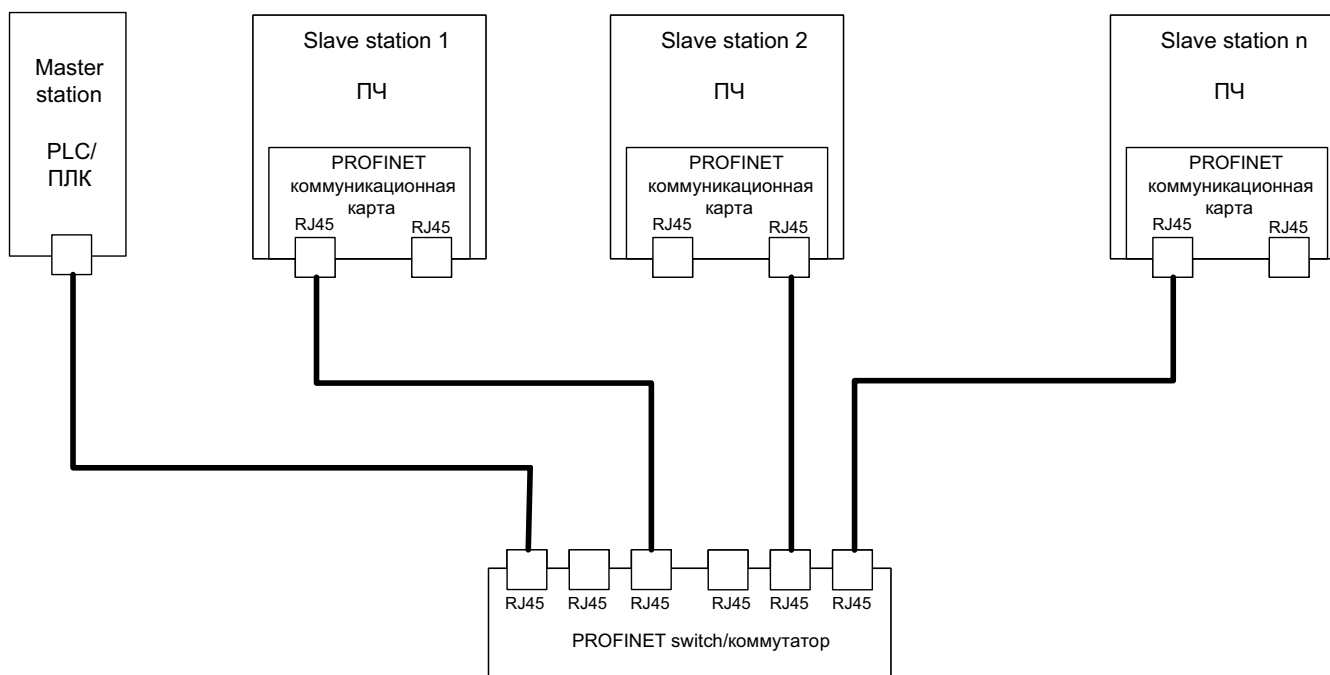 Master
station
PLC/
ПЛК
Slave station 1
ПЧ
PROFINET
коммуникационная
карта
RJ45
RJ45
Slave station 2
ПЧ
PROFINET
коммуникационная
карта
RJ45
RJ45
Slave station n
ПЧ
PROFINET
коммуникационная
карта
RJ45
RJ45
RJ45
RJ45
RJ45
RJ45
RJ45
RJ45
PROFINET switch/коммутатор